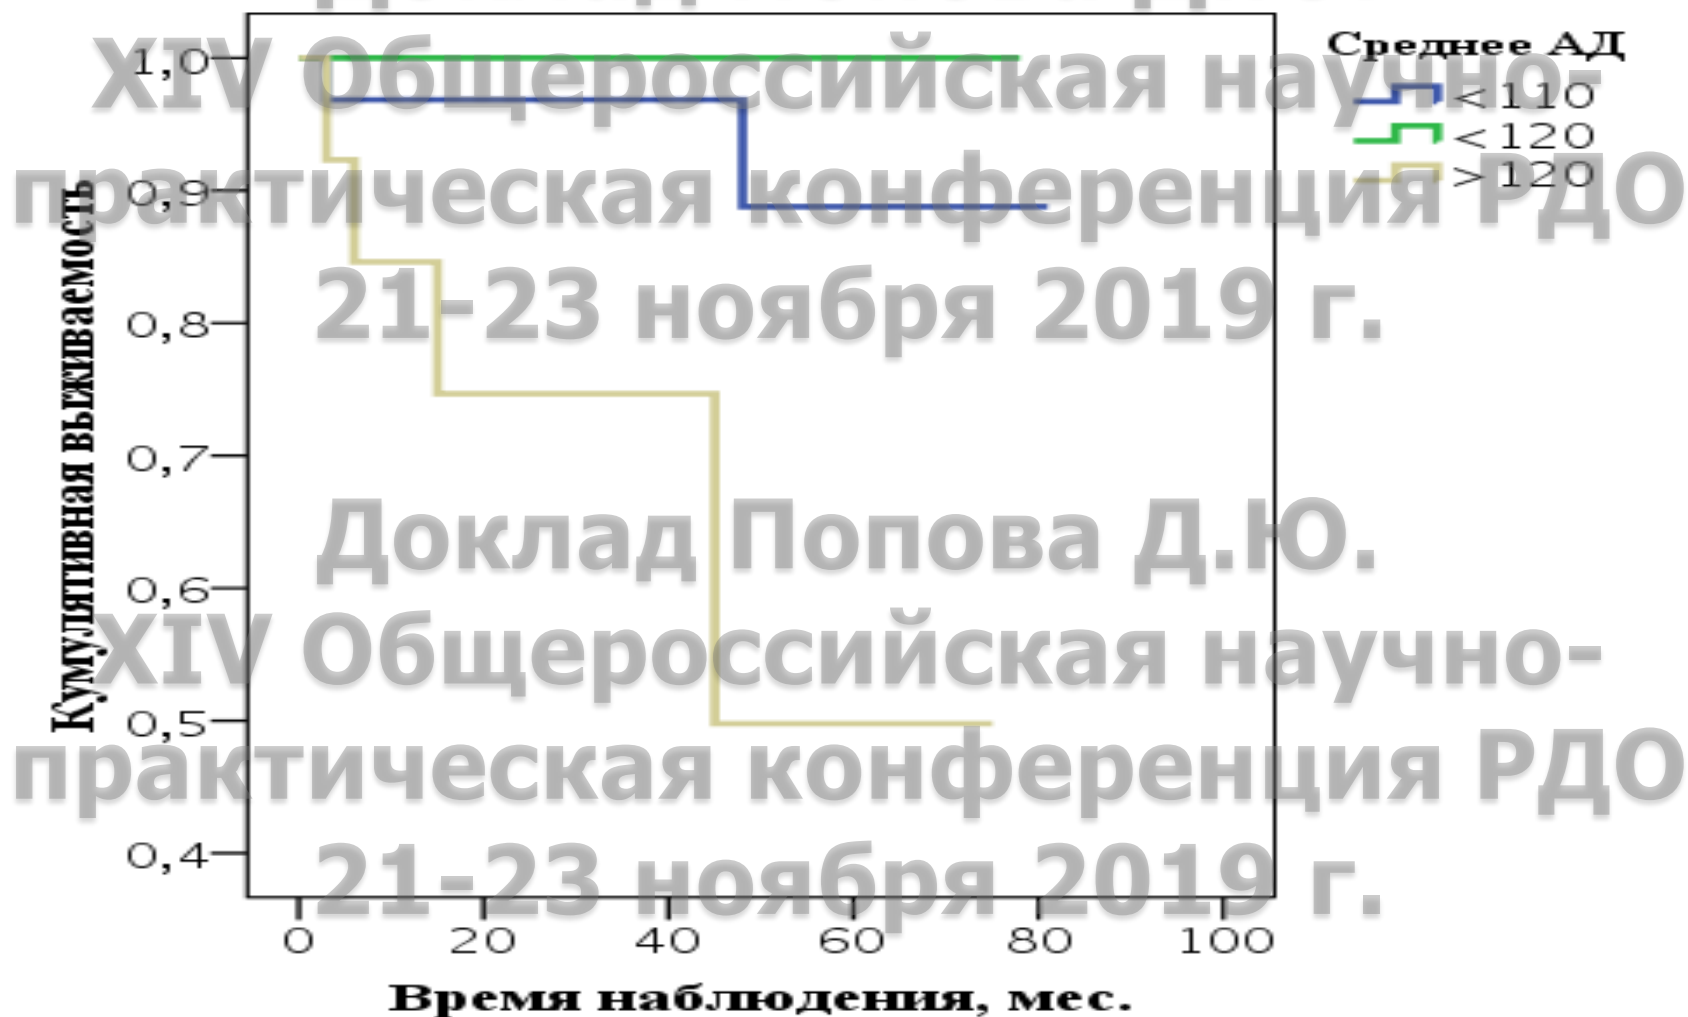 XIV Общероссийская научно-
практическая конференция РДО
21-23 ноября 2019 г.
Доклад Попова Д.Ю.
XIV Общероссийская научно-
практическая конференция РДО
21-23 ноября 2019 г.
Среднее АД
<110
<120
>120
Кумулятивная выживаемость
1,0
0,9
0,8
0,7
0,6
0,5
0,4
0 20 40 60 80 100
Время наблюдения, мес.